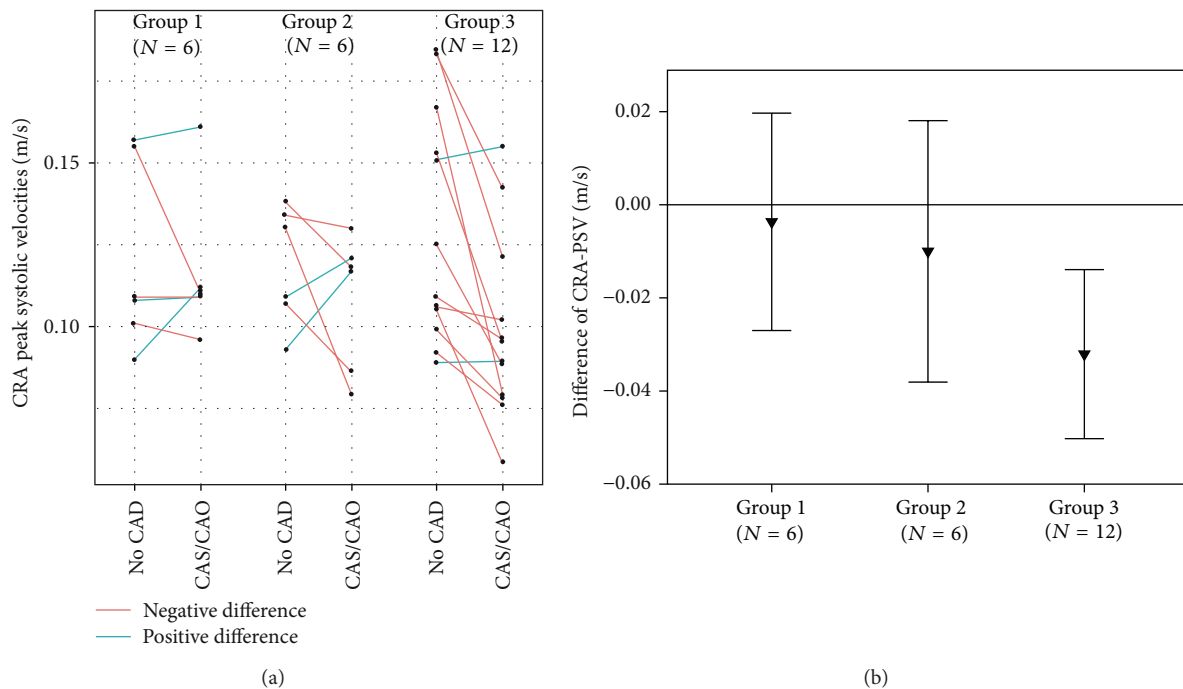 Group 1
(N = 6)
Group 2
(N = 6)
Group 3
(N = 12)
CRA peak systolic velocities (m/s)
0.15
0.10
No CAD
CAS/CAO
No CAD
CAS/CAO
No CAD
CAS/CAO
Negative difference
Positive difference
(a)
Difference of CRA-PSV (m/s)
0.02
0.00
−0.02
−0.04
−0.06
Group 1
(N = 6)
Group 2
(N = 6)
Group 3
(N = 12)
(b)